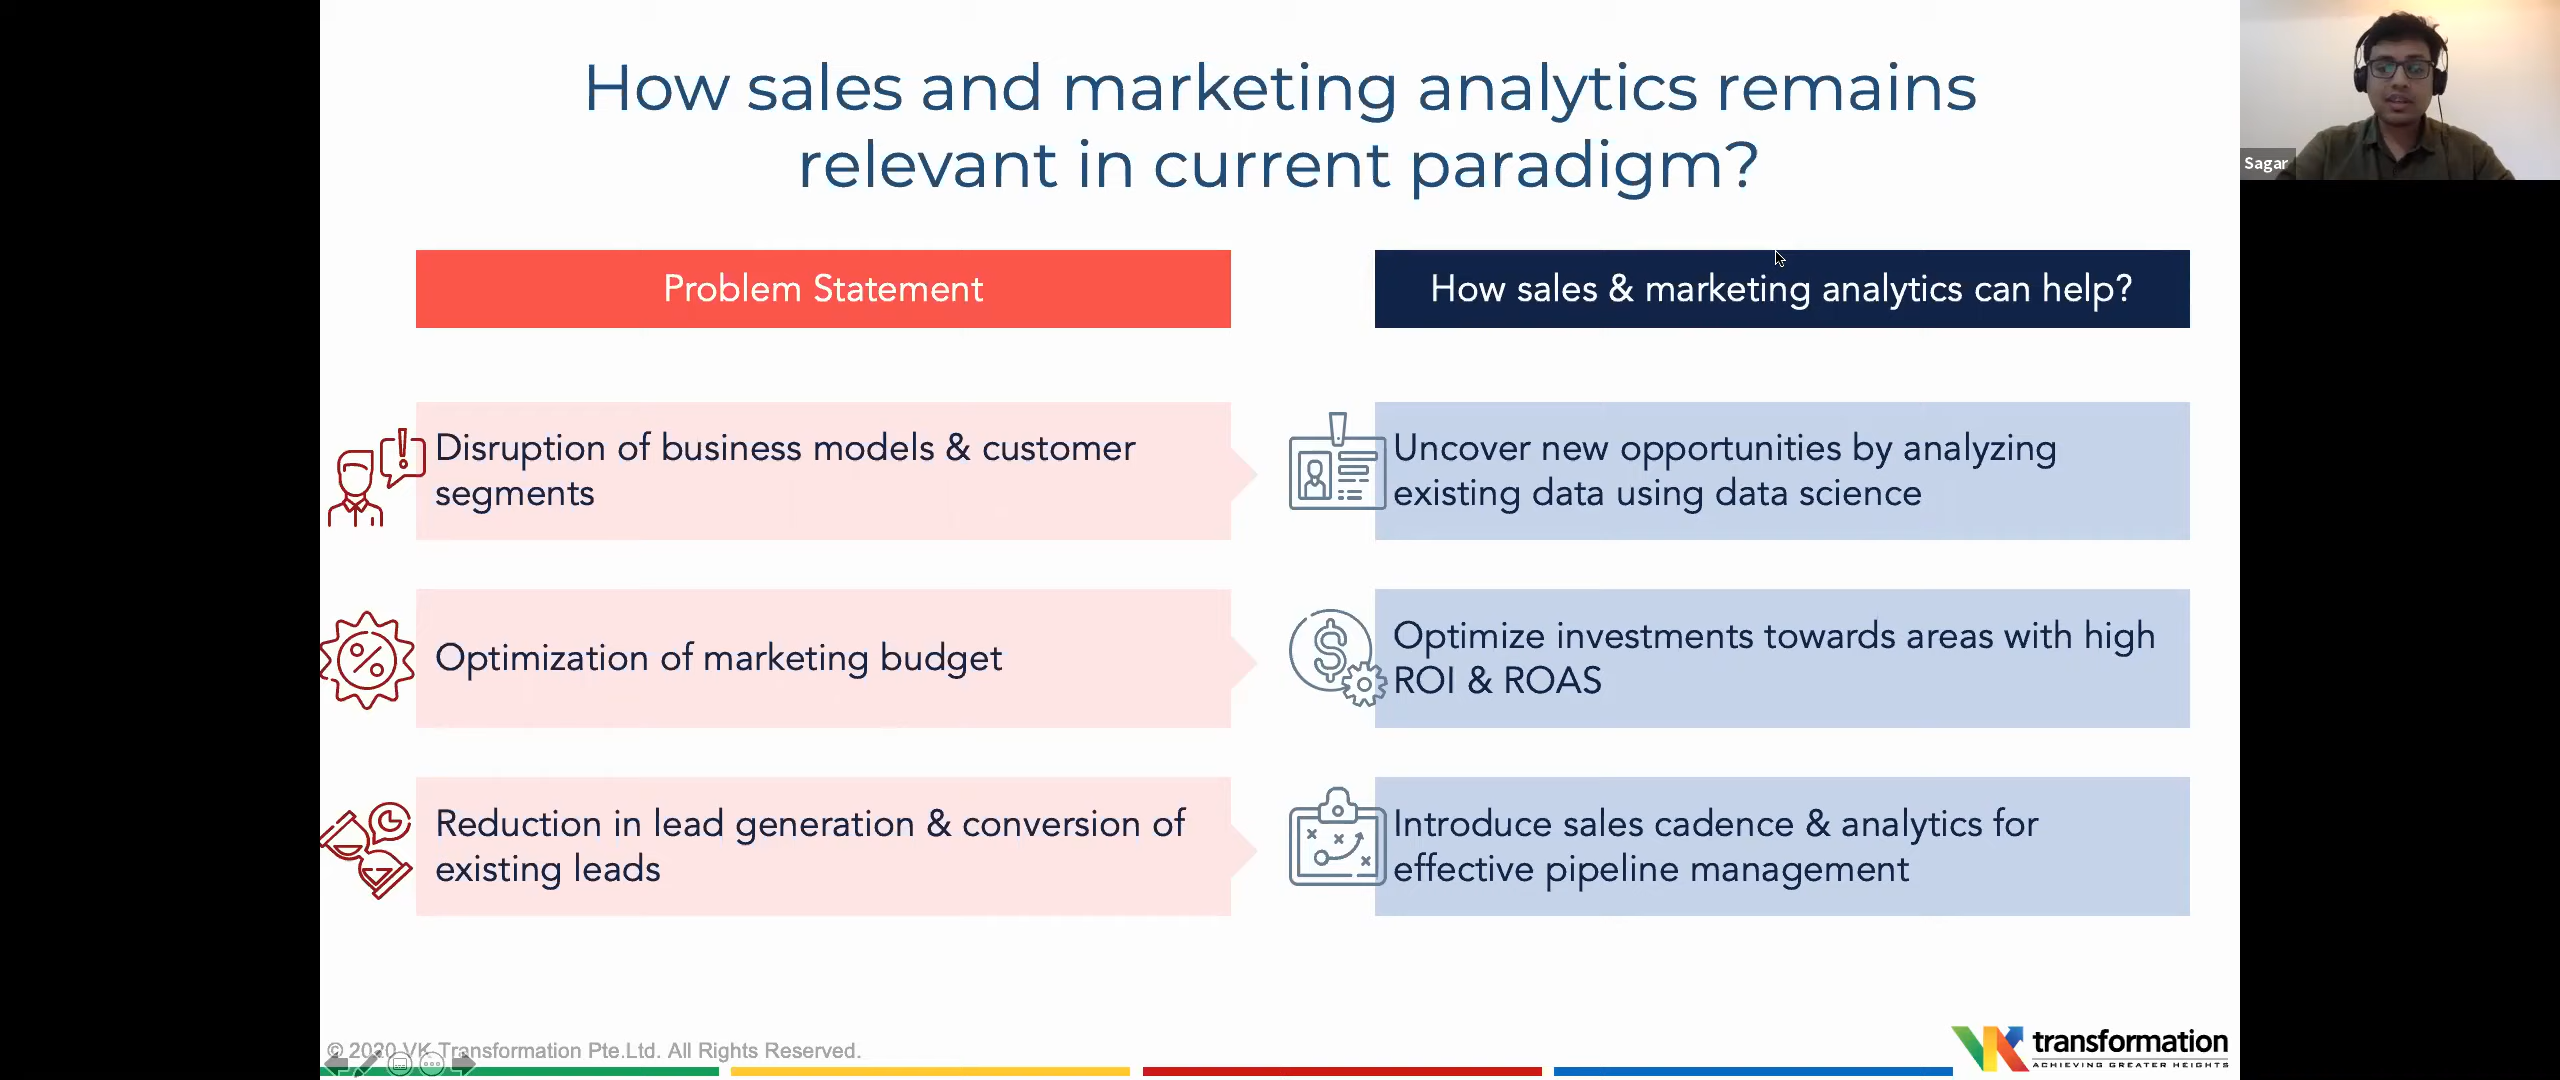 How sales and marketing analytics remains
relevant in current paradigm?
Sagar
Problem Statement
How sales & marketing analytics can help?
Disruption of business models & customer
segments
Uncover new opportunities by analyzing
existing data using data science
Optimization of marketing budget
Optimize investments towards areas with high
ROI & ROAS
Reduction in lead generation & conversion of
existing leads
Introduce sales cadence & analytics for
effective pipeline management
© 2020 VK Transformation Pte.Ltd. All Rights Reserved.
VK transformation
ACHIEVING GREATER HEIGHTS